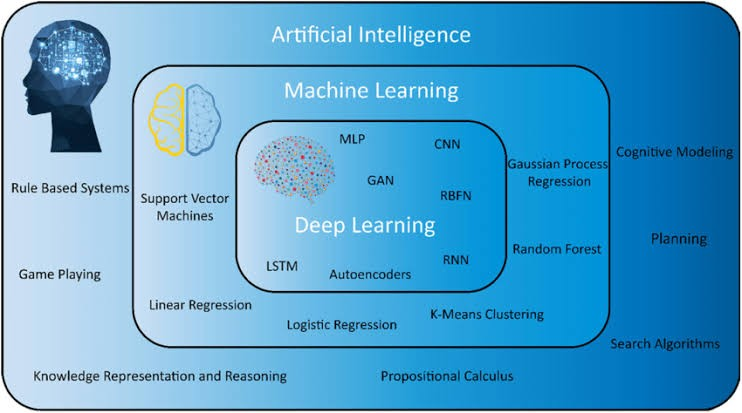 Artificial Intelligence
Machine Learning
MLP
CNN
GAN
RBFN
Deep Learning
LSTM
Autoencoders
RNN
Support Vector
Machines
Gaussian Process
Regression
Random Forest
Linear Regression
Logistic Regression
K-Means Clustering
Rule Based Systems
Cognitive Modeling
Game Playing
Planning
Search Algorithms
Knowledge Representation and Reasoning
Propositional Calculus